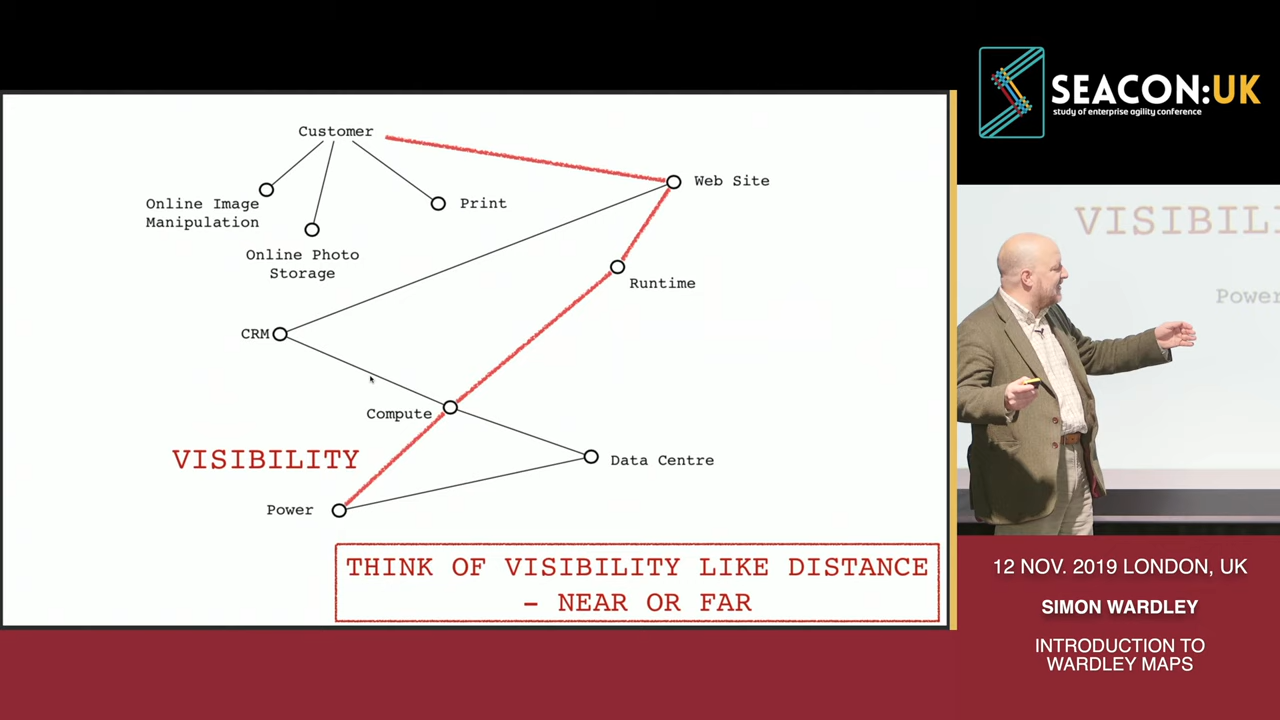 Customer
Online Image
Manipulation
Online Photo
Storage
Print
Web Site
Runtime
CRM
Compute
Data Centre
VISIBILITY
Power
THINK OF VISIBILITY LIKE DISTANCE
– NEAR OR FAR
SEACON:UK
study of enterprise agility conference
VISIBILI
Power
12 NOV. 2019 LONDON, UK
SIMON WARDLEY
INTRODUCTION TO
WARDLEY MAPS